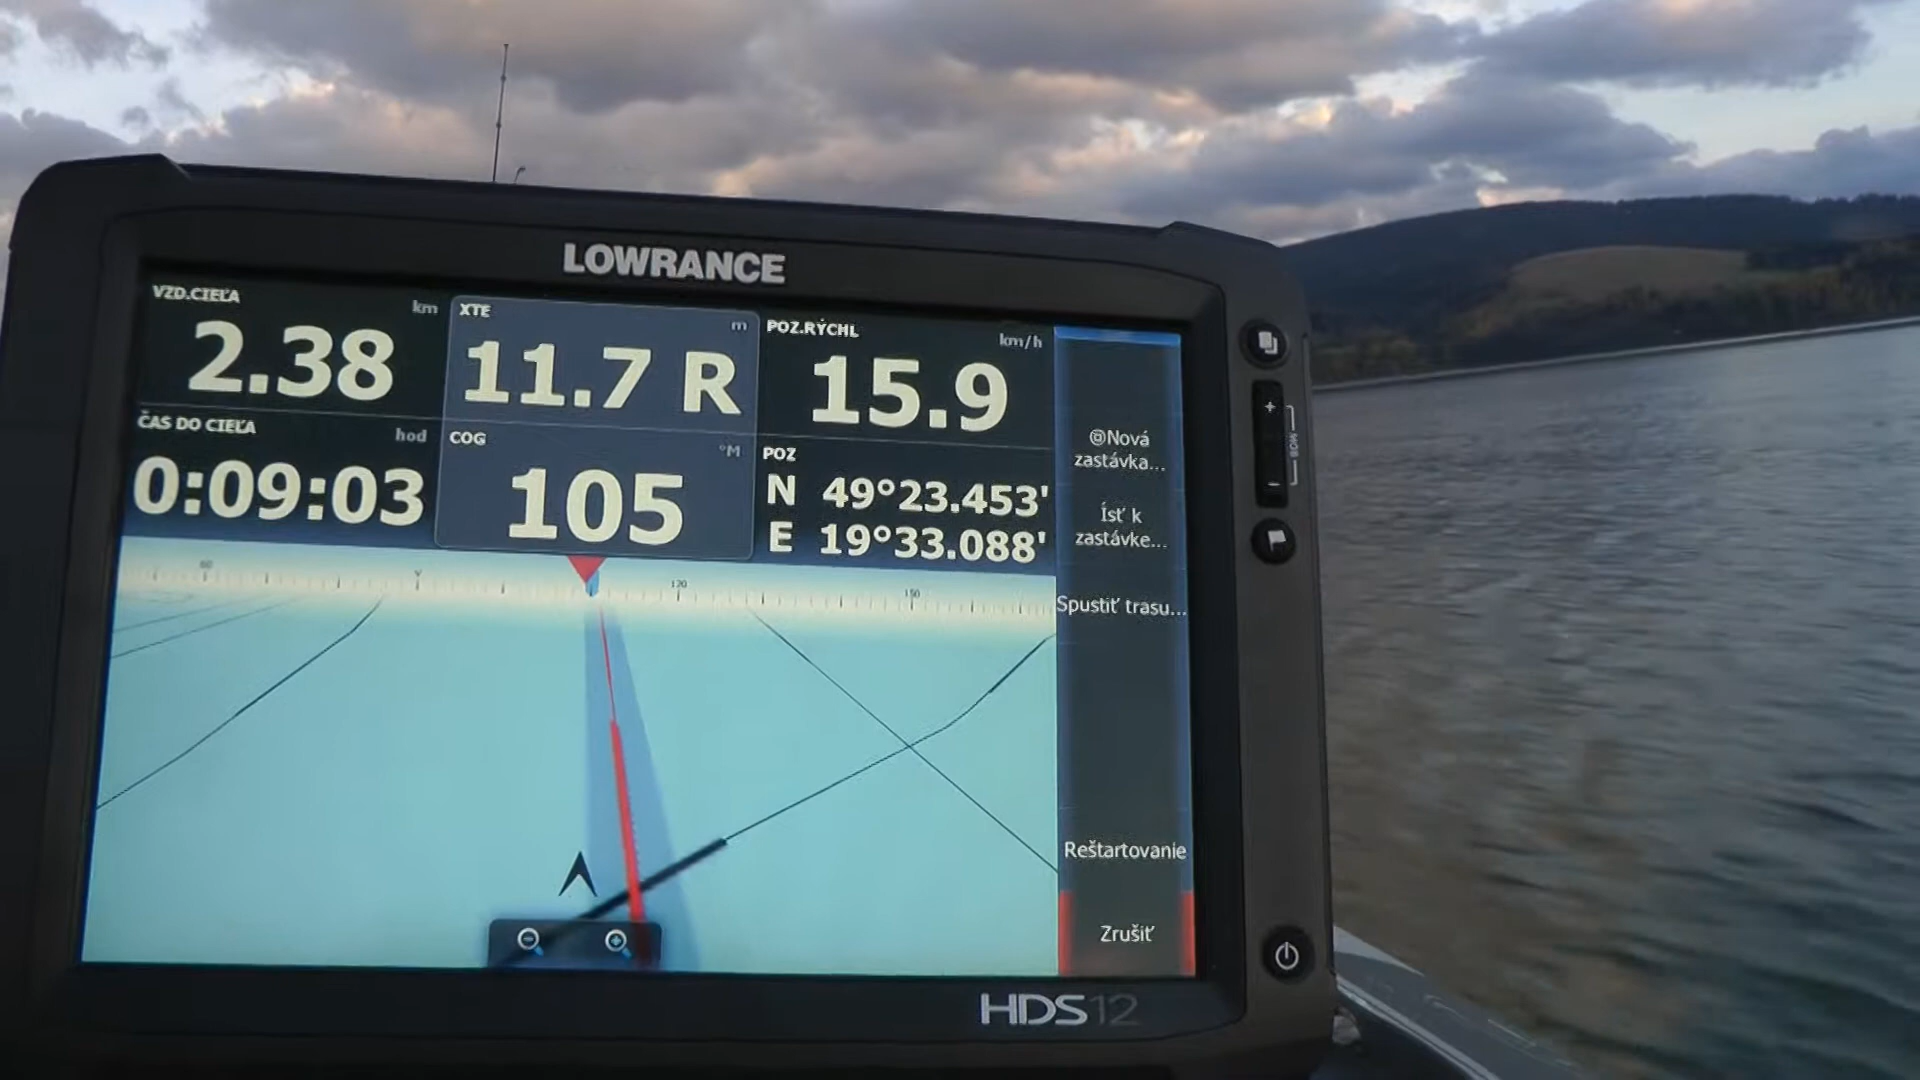 LOWRANCE
VZD.CIEĽA km
2.38
XTE m
11.7 R
POZ.RÝCHL km/h
15.9
ČAS DO CIEĽA hod
0:09:03
COG °M
105
POZ
N 49°23.453'
E 19°33.088'
@Nová
zastávka...
Ísť k
zastávke...
Spustiť trasu...
Reštartovanie
Zrušiť
60 V 120 150
+
MOB
−
HDS12